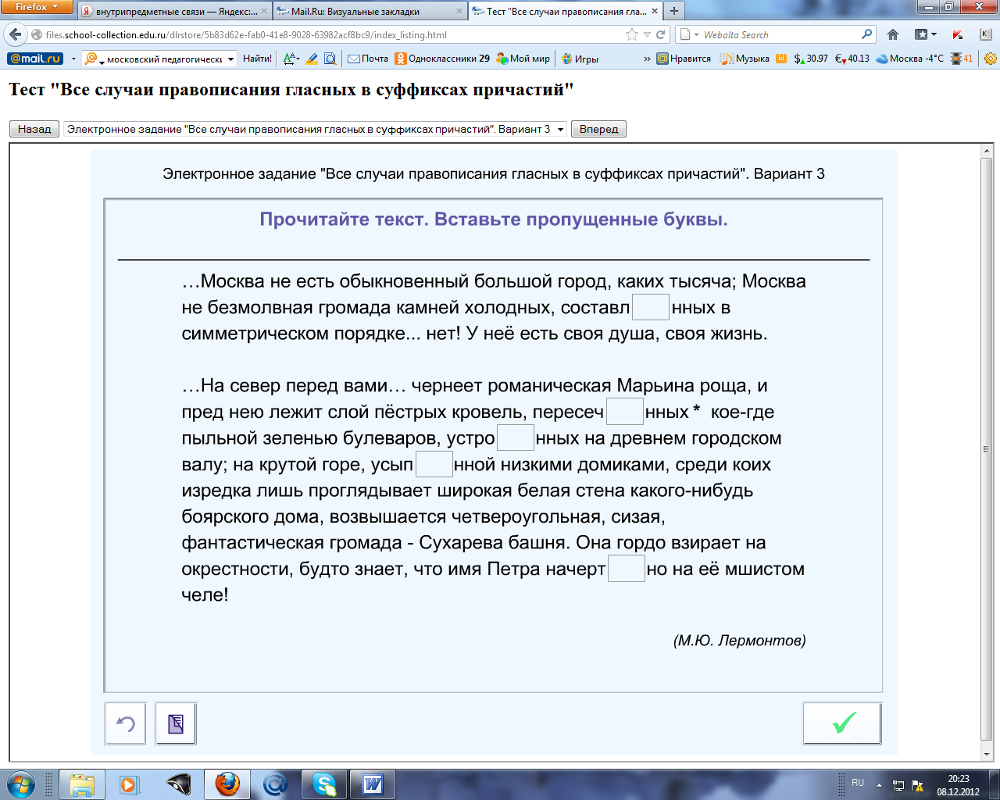 Firefox
внутрипредметные связи — Яндекс:...
Mail.Ru: Визуальные закладки
Тест "Все случаи правописания гла...
files.school-collection.edu.ru/dlrstore/5b83d62e-fab0-41e8-9028-63982acf8bc9/index_listing.html
Webalta Search
@mail.ru московский педагогическ Найти! Почта Одноклассники 29 Мой мир Игры » Нравится Музыка $ 30.97 € 40.13 Москва -4°C 41
Тест "Все случаи правописания гласных в суффиксах причастий"
Назад Электронное задание "Все случаи правописания гласных в суффиксах причастий". Вариант 3 Вперед
Электронное задание "Все случаи правописания гласных в суффиксах причастий". Вариант 3
Прочитайте текст. Вставьте пропущенные буквы.
…Москва не есть обыкновенный большой город, каких тысяча; Москва
не безмолвная громада камней холодных, составл нных в
симметрическом порядке... нет! У неё есть своя душа, своя жизнь.
…На север перед вами… чернеет романическая Марьина роща, и
пред нею лежит слой пёстрых кровель, пересеч нных * кое-где
пыльной зеленью булеваров, устро нных на древнем городском
валу; на крутой горе, усып нной низкими домиками, среди коих
изредка лишь проглядывает широкая белая стена какого-нибудь
боярского дома, возвышается четвероугольная, сизая,
фантастическая громада - Сухарева башня. Она гордо взирает на
окрестности, будто знает, что имя Петра начерт но на её мшистом
челе!
(М.Ю. Лермонтов)
RU
20:23
08.12.2012